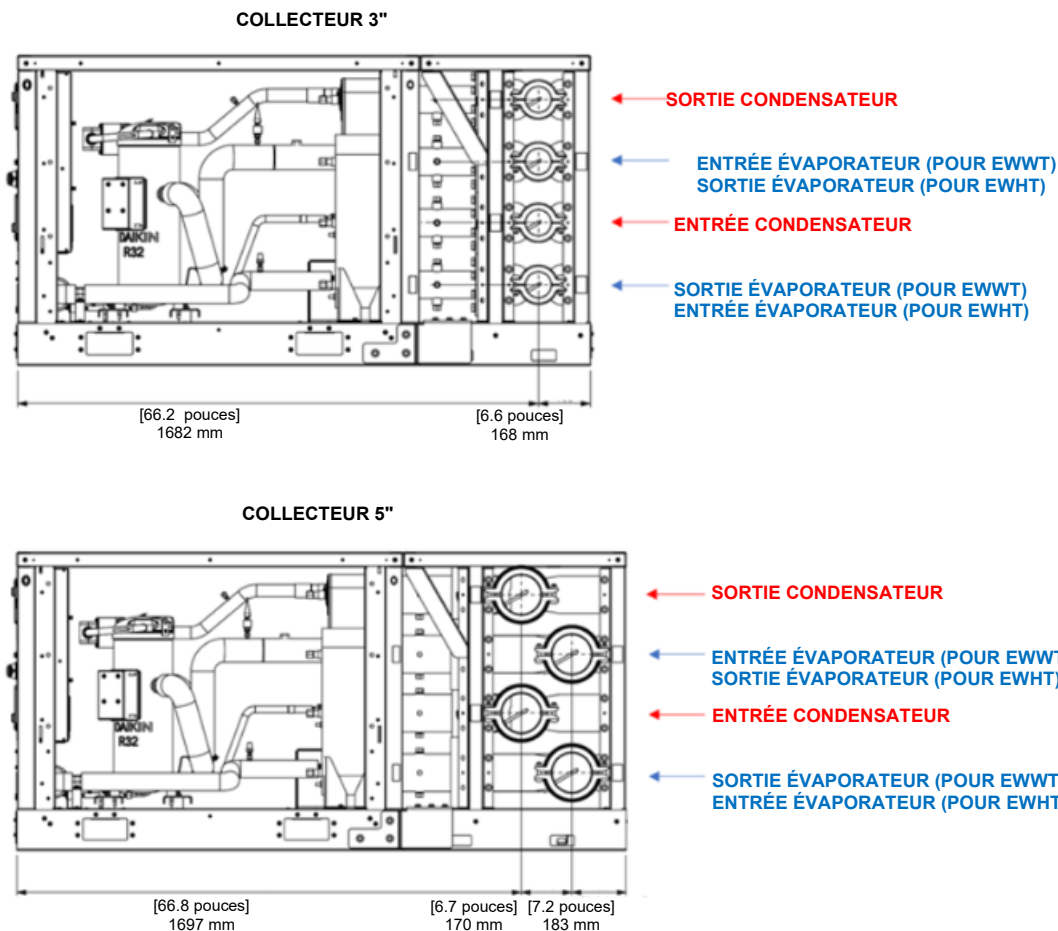 COLLECTEUR 3"
SORTIE CONDENSATEUR
ENTRÉE ÉVAPORATEUR (POUR EWWT)
SORTIE ÉVAPORATEUR (POUR EWHT)
ENTRÉE CONDENSATEUR
SORTIE ÉVAPORATEUR (POUR EWWT)
ENTRÉE ÉVAPORATEUR (POUR EWHT)
DAIKIN
R32
[66.2 pouces]
1682 mm
[6.6 pouces]
168 mm
COLLECTEUR 5"
SORTIE CONDENSATEUR
ENTRÉE ÉVAPORATEUR (POUR EWWT
SORTIE ÉVAPORATEUR (POUR EWHT)
ENTRÉE CONDENSATEUR
SORTIE ÉVAPORATEUR (POUR EWWT
ENTRÉE ÉVAPORATEUR (POUR EWHT
DAIKIN
R32
[66.8 pouces]
1697 mm
[6.7 pouces]
170 mm
[7.2 pouces]
183 mm